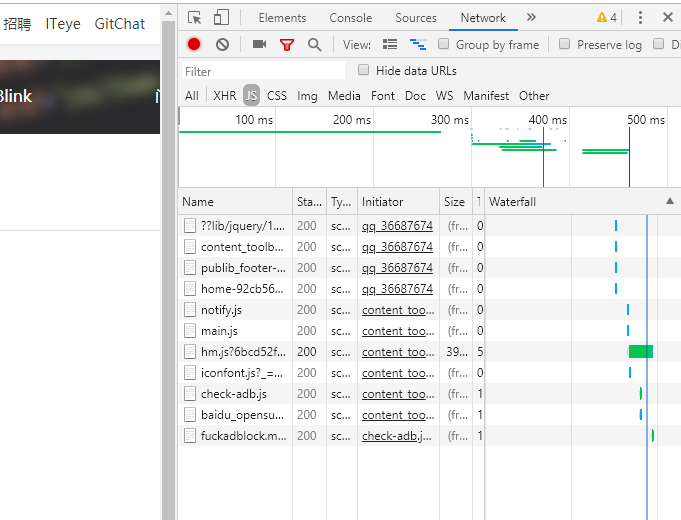 招聘 ITeye GitChat
Blink
Elements Console Sources Network 4
View: Group by frame Preserve log Di
Filter Hide data URLs
All XHR JS CSS Img Media Font Doc WS Manifest Other
100 ms 200 ms 300 ms 400 ms 500 ms
Name Sta... Ty... Initiator Size T Waterfall
??lib/jquery/1.... 200 sc... qq_36687674 (fr... 0
content_toolb... 200 sc... qq_36687674 (fr... 0
publib_footer-... 200 sc... qq_36687674 (fr... 0
home-92cb56... 200 sc... qq_36687674 (fr... 0
notify.js 200 sc... content_too... (fr... 0
main.js 200 sc... content_too... (fr... 0
hm.js?6bcd52f... 200 sc... content_too... 39... 5
iconfont.js?_=... 200 sc... content_too... (fr... 0
check-adb.js 200 sc... content_too... (fr... 1
baidu_opensu... 200 sc... content_too... (fr... 1
fuckadblock.m... 200 sc... check-adb.j... (fr... 1